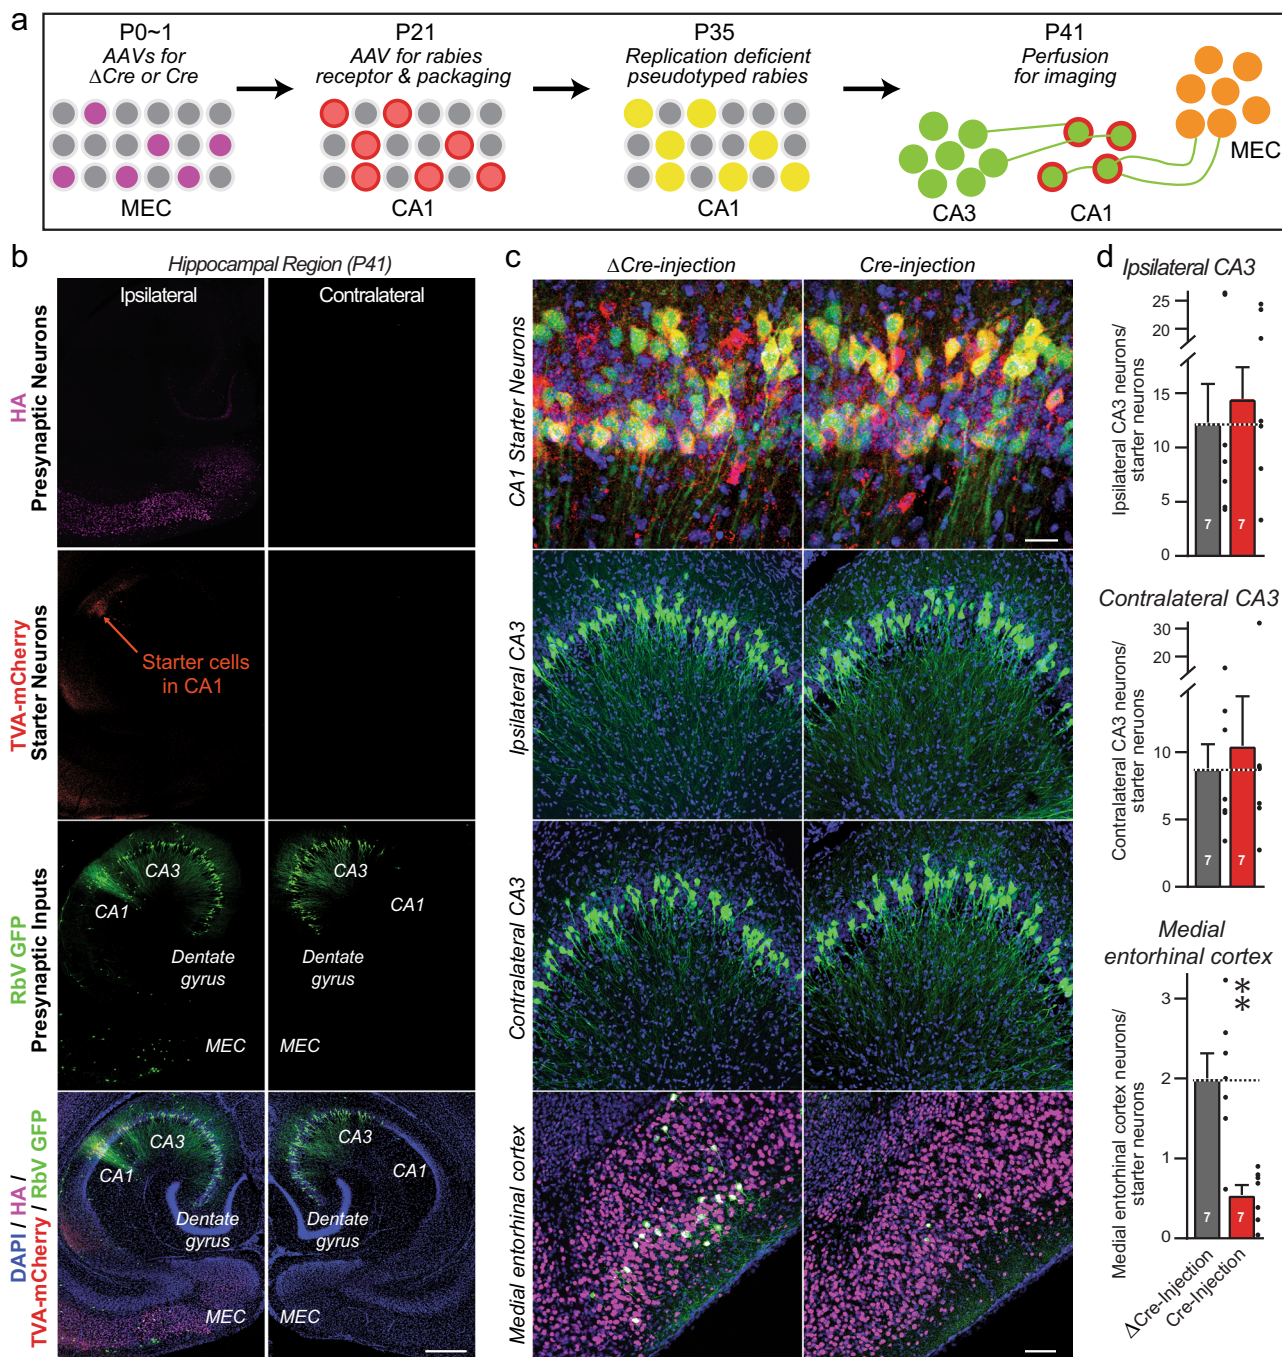 a
P0~1
AAVs for
ΔCre or Cre
MEC
P21
AAV for rabies
receptor & packaging
CA1
P35
Replication deficient
pseudotyped rabies
CA1
P41
Perfusion
for imaging
CA3
CA1
MEC
b
Hippocampal Region (P41)
Ipsilateral
Contralateral
HA
Presynaptic Neurons
TVA-mCherry
Starter Neurons
Starter cells
in CA1
RbV GFP
Presynaptic Inputs
CA3
CA1
Dentate
gyrus
MEC
CA3
CA1
Dentate
gyrus
MEC
DAPI / HA /
TVA-mCherry / RbV GFP
CA3
CA1
Dentate
gyrus
MEC
CA3
CA1
Dentate
gyrus
MEC
c
ΔCre-injection
Cre-injection
CA1 Starter Neurons
Ipsilateral CA3
Contralateral CA3
Medial entorhinal cortex
d
Ipsilateral CA3
Ipsilateral CA3 neurons/
starter neurons
25
20
15
10
5
0
7
7
Contralateral CA3
Contralateral CA3 neurons/
starter neruons
30
20
10
5
0
7
7
Medial
entorhinal cortex
Medial entorhinal cortex neurons/
starter neurons
3
2
1
0
**
7
7
ΔCre-Injection
Cre-Injection